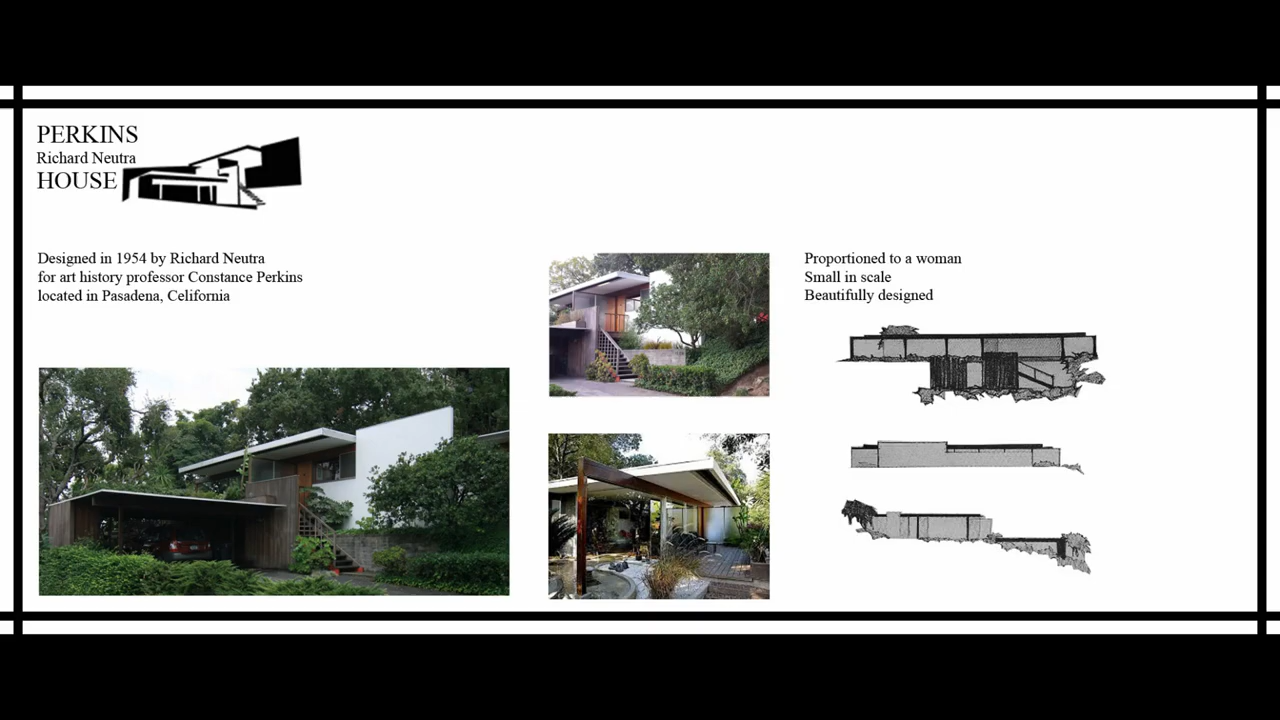 PERKINS
Richard Neutra
HOUSE
Designed in 1954 by Richard Neutra
for art history professor Constance Perkins
located in Pasadena, Celifornia
Proportioned to a woman
Small in scale
Beautifully designed